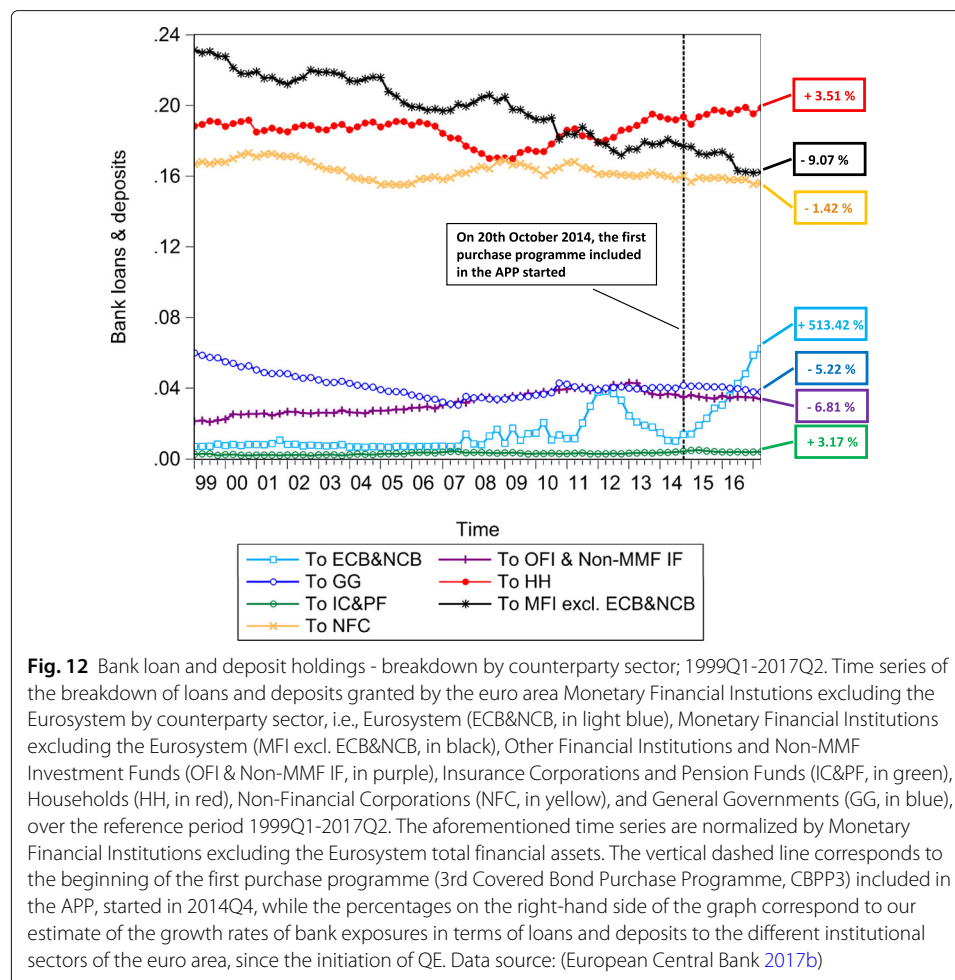 .24
.20
.16
.12
.08
.04
.00
Bank loans & deposits
On 20th October 2014, the first
purchase programme included
in the APP started
+ 3.51 %
- 9.07 %
- 1.42 %
+ 513.42 %
- 5.22 %
- 6.81 %
+ 3.17 %
99 00 01 02 03 04 05 06 07 08 09 10 11 12 13 14 15 16
Time
To ECB&NCB To OFI & Non-MMF IF
To GG To HH
To IC&PF To MFI excl. ECB&NCB
To NFC
Fig. 12 Bank loan and deposit holdings - breakdown by counterparty sector; 1999Q1-2017Q2. Time series of
the breakdown of loans and deposits granted by the euro area Monetary Financial Instutions excluding the
Eurosystem by counterparty sector, i.e., Eurosystem (ECB&NCB, in light blue), Monetary Financial Institutions
excluding the Eurosystem (MFI excl. ECB&NCB, in black), Other Financial Institutions and Non-MMF
Investment Funds (OFI & Non-MMF IF, in purple), Insurance Corporations and Pension Funds (IC&PF, in green),
Households (HH, in red), Non-Financial Corporations (NFC, in yellow), and General Governments (GG, in blue),
over the reference period 1999Q1-2017Q2. The aforementioned time series are normalized by Monetary
Financial Institutions excluding the Eurosystem total financial assets. The vertical dashed line corresponds to
the beginning of the first purchase programme (3rd Covered Bond Purchase Programme, CBPP3) included in
the APP, started in 2014Q4, while the percentages on the right-hand side of the graph correspond to our
estimate of the growth rates of bank exposures in terms of loans and deposits to the different institutional
sectors of the euro area, since the initiation of QE. Data source: (European Central Bank 2017b)